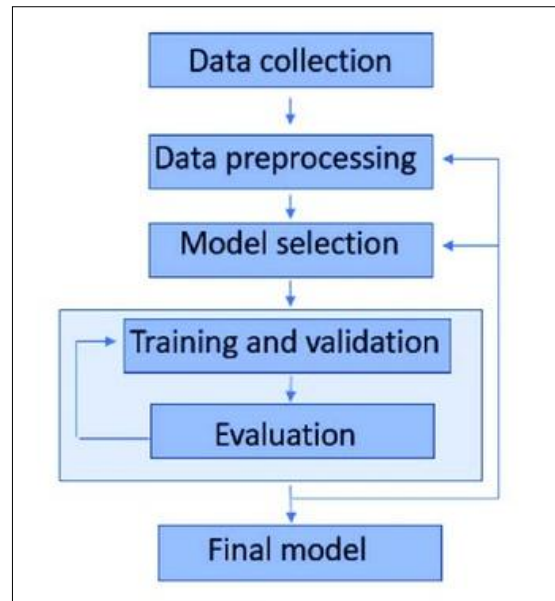 Data collection
Data preprocessing
Model selection
Training and validation
Evaluation
Final model